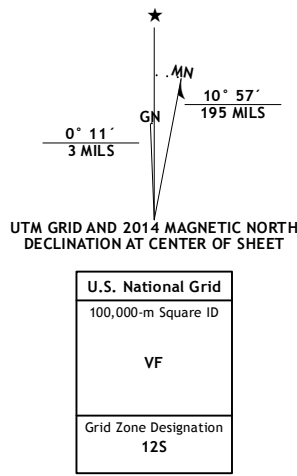 ★
MN
GN
10° 57´
195 MILS
0° 11´
3 MILS
UTM GRID AND 2014 MAGNETIC NORTH
DECLINATION AT CENTER OF SHEET
U.S. National Grid
100,000-m Square ID
VF
Grid Zone Designation
12S